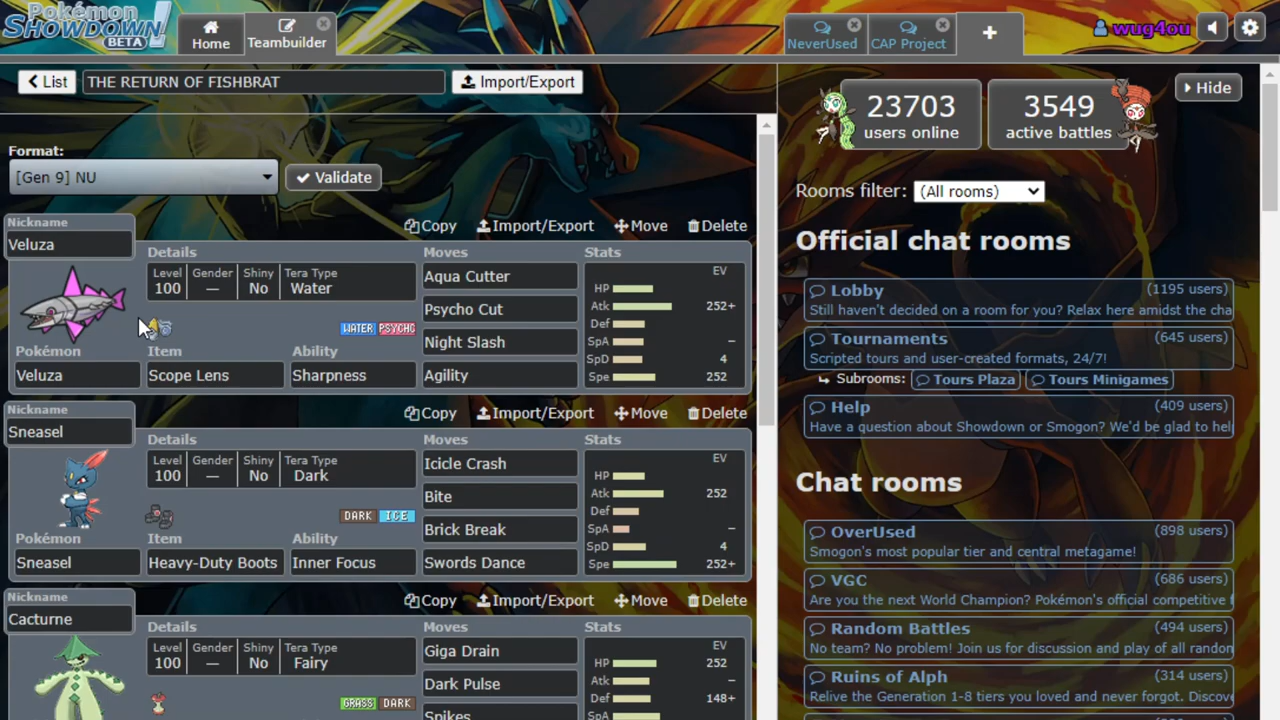 Pokémon
SHOWDOWN!
BETA
Home
Teambuilder
NeverUsed
CAP Project
wug4ou
List
THE RETURN OF FISHBRAT
Import/Export
Hide
23703
users online
3549
active battles
Format:
[Gen 9] NU
Validate
Rooms filter: (All rooms)
Nickname
Veluza
Copy Import/Export Move Delete
Details
Level
100
Gender
—
Shiny
No
Tera Type
Water
WATER PSYCHC
Pokémon
Veluza
Item
Scope Lens
Ability
Sharpness
Moves
Aqua Cutter
Psycho Cut
Night Slash
Agility
Stats
EV
HP
Atk 252+
Def
SpA –
SpD 4
Spe 252
Nickname
Sneasel
Copy Import/Export Move Delete
Details
Level
100
Gender
—
Shiny
No
Tera Type
Dark
DARK ICE
Pokémon
Sneasel
Item
Heavy-Duty Boots
Ability
Inner Focus
Moves
Icicle Crash
Bite
Brick Break
Swords Dance
Stats
EV
HP
Atk 252
Def
SpA –
SpD 4
Spe 252+
Nickname
Cacturne
Copy Import/Export Move Delete
Details
Level
100
Gender
—
Shiny
No
Tera Type
Fairy
GRASS DARK
Moves
Giga Drain
Dark Pulse
Spikes
Stats
EV
HP 252
Atk –
Def 148+
SpA
Official chat rooms
Lobby (1195 users)
Still haven't decided on a room for you? Relax here amidst the cha
Tournaments (645 users)
Scripted tours and user-created formats, 24/7!
Subrooms: Tours Plaza Tours Minigames
Help (409 users)
Have a question about Showdown or Smogon? We'd be glad to hel
Chat rooms
OverUsed (898 users)
Smogon's most popular tier and central metagame!
VGC (686 users)
Are you the next World Champion? Pokémon's official competitive f
Random Battles (494 users)
No team? No problem! Join us for discussion and play of all random
Ruins of Alph (314 users)
Relive the Generation 1-8 tiers you loved and never forgot. Discove